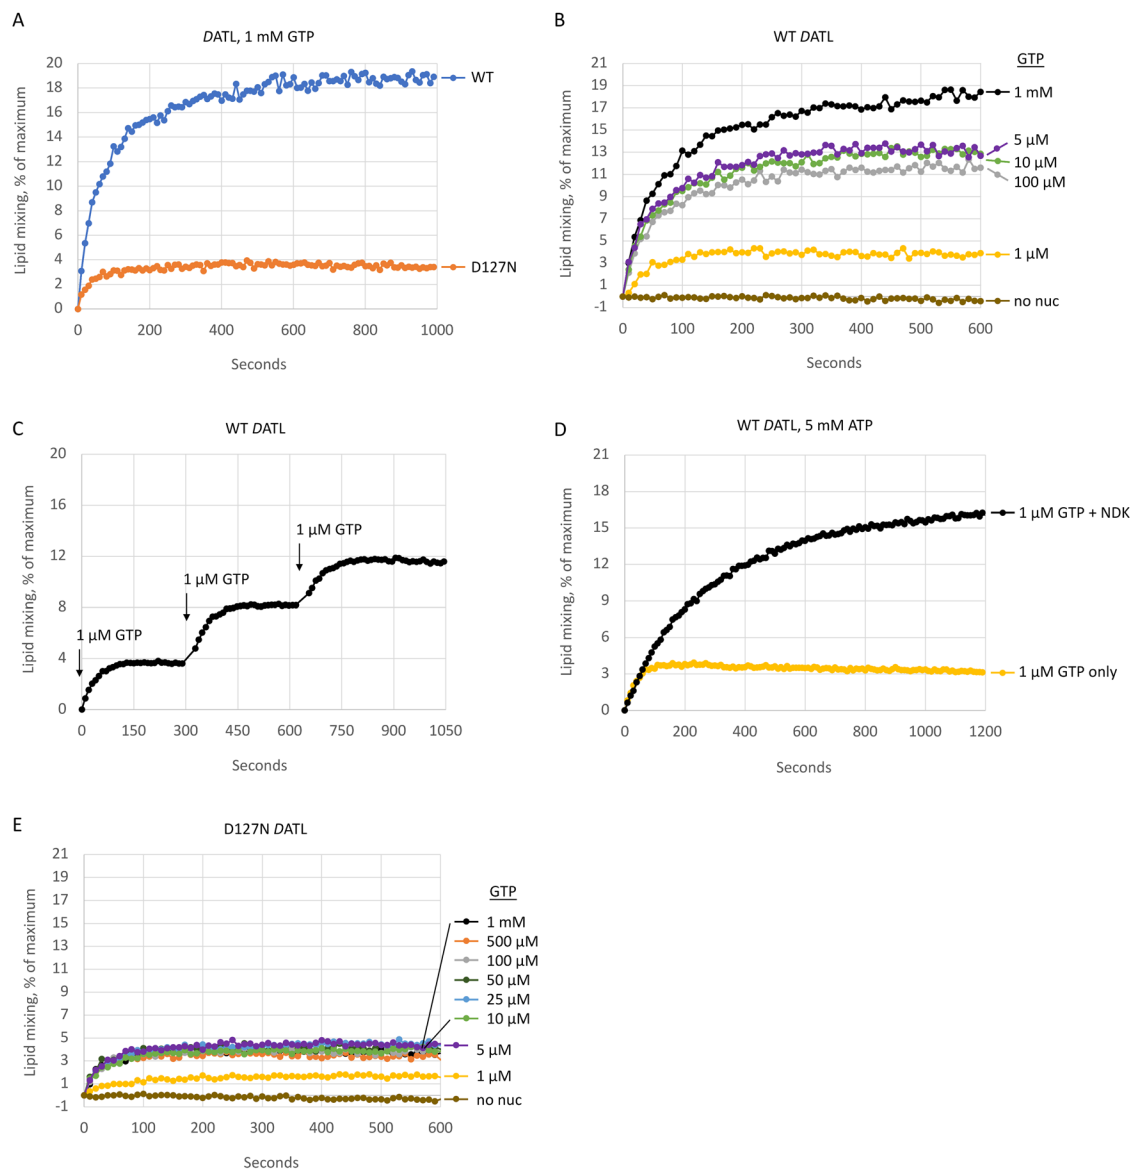 A
DATL, 1 mM GTP
Lipid mixing, % of maximum
20
18
16
14
12
10
8
6
4
2
0
0 200 400 600 800 1000
Seconds
WT
D127N
B
WT DATL
Lipid mixing, % of maximum
21
19
17
15
13
11
9
7
5
3
1
-1
0 100 200 300 400 500 600
Seconds
GTP
1 mM
5 µM
10 µM
100 µM
1 µM
no nuc
C
WT DATL
Lipid mixing, % of maximum
20
16
12
8
4
0
0 150 300 450 600 750 900 1050
Seconds
1 µM GTP
1 µM GTP
1 µM GTP
D
WT DATL, 5 mM ATP
Lipid mixing, % of maximum
21
18
15
12
9
6
3
0
0 200 400 600 800 1000 1200
Seconds
1 µM GTP + NDK
1 µM GTP only
E
D127N DATL
Lipid mixing, % of maximum
21
19
17
15
13
11
9
7
5
3
1
-1
0 100 200 300 400 500 600
Seconds
GTP
1 mM
500 µM
100 µM
50 µM
25 µM
10 µM
5 µM
1 µM
no nuc